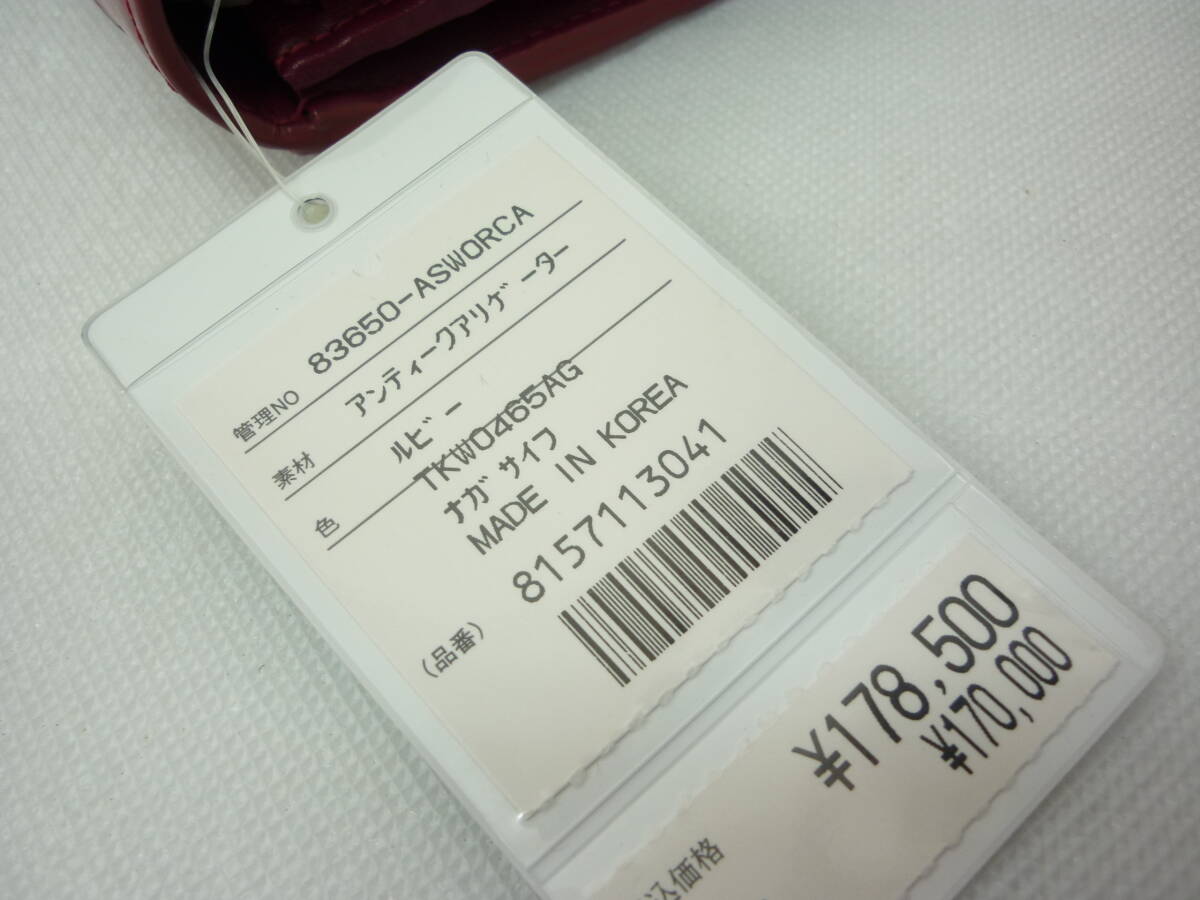 管理NO 83650-ASWORCA
素材 アンティークアリゲーター
色 ルビー
TKW0465AG
ナガサイフ
MADE IN KOREA
(品番) 8157113041
¥178,500
¥170,000
込価格